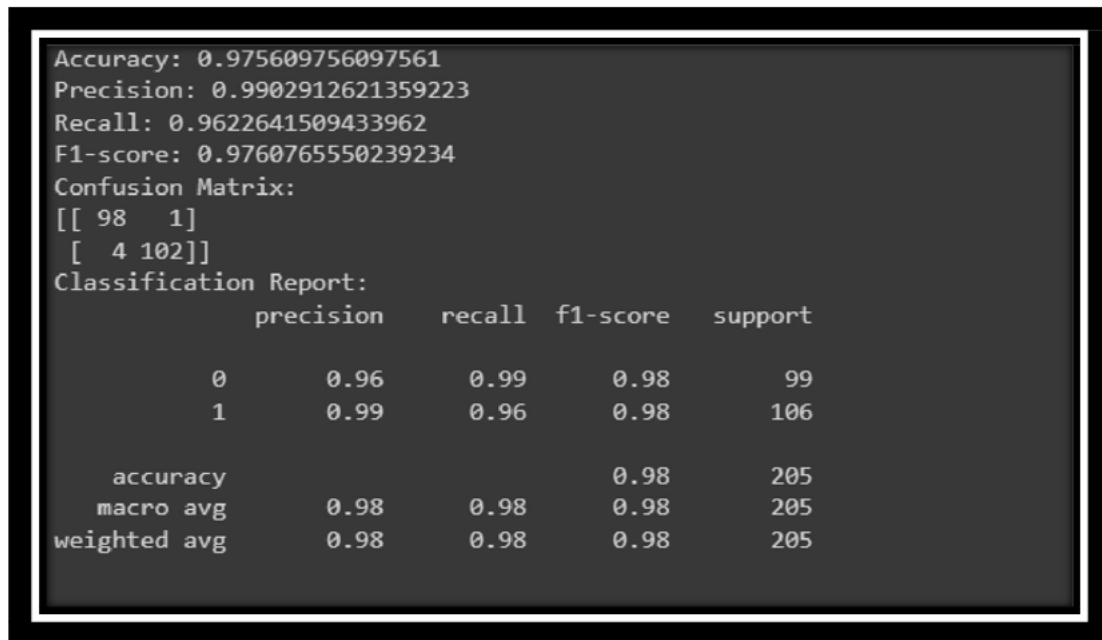 Accuracy: 0.975609756097561
Precision: 0.9902912621359223
Recall: 0.9622641509433962
F1-score: 0.9760765550239234
Confusion Matrix:
[[ 98   1]
 [  4 102]]
Classification Report:
              precision    recall  f1-score   support
           0       0.96      0.99      0.98        99
           1       0.99      0.96      0.98       106
    accuracy                           0.98       205
   macro avg       0.98      0.98      0.98       205
weighted avg       0.98      0.98      0.98       205